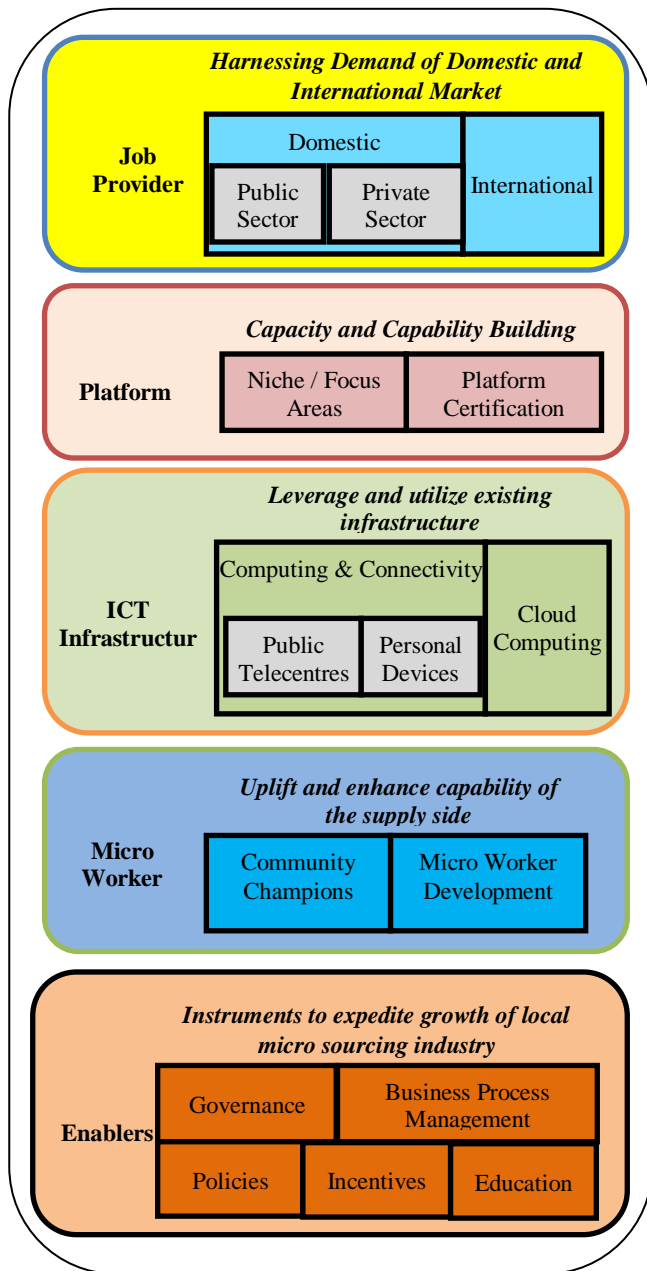 Harnessing Demand of Domestic and
International Market
Job
Provider
Domestic
Public
Sector
Private
Sector
International
Capacity and Capability Building
Platform
Niche / Focus
Areas
Platform
Certification
Leverage and utilize existing
infrastructure
ICT
Infrastructur
Computing & Connectivity
Public
Telecentres
Personal
Devices
Cloud
Computing
Uplift and enhance capability of
the supply side
Micro
Worker
Community
Champions
Micro Worker
Development
Instruments to expedite growth of local
micro sourcing industry
Enablers
Governance
Business Process
Management
Policies
Incentives
Education